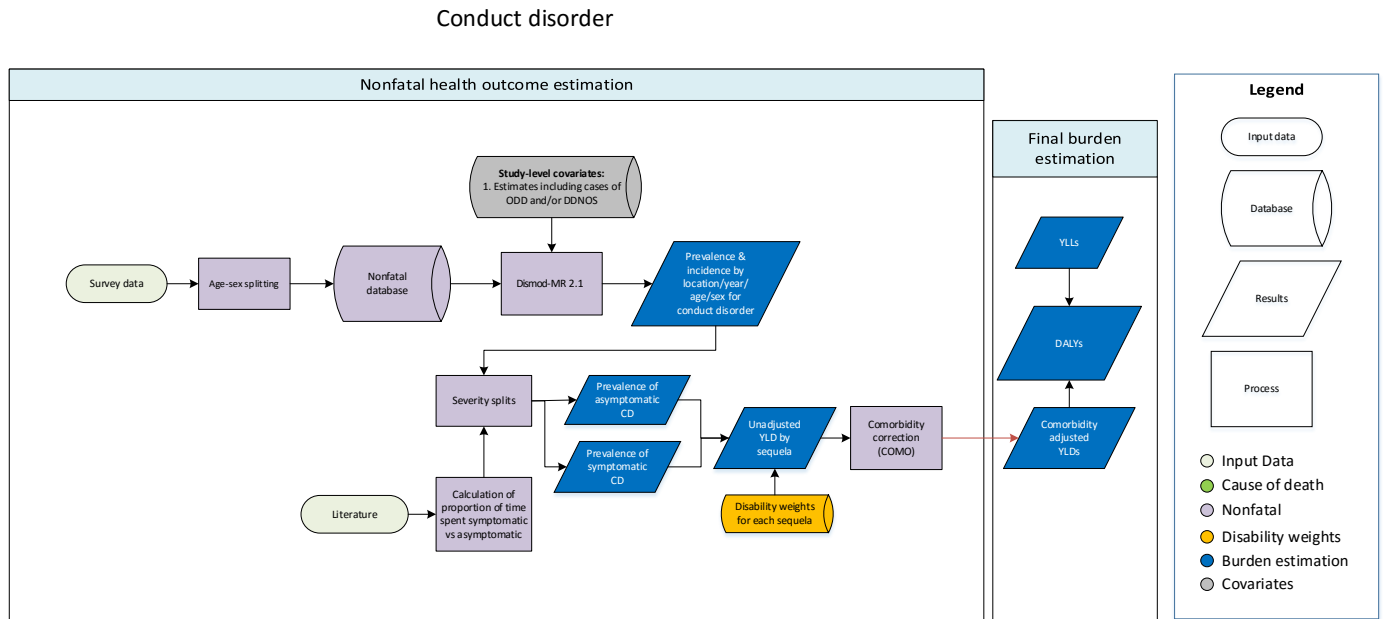 Conduct disorder
Nonfatal health outcome estimation
Study-level covariates:
1. Estimates including cases of
ODD and/or DDNOS
Survey data
Age-sex splitting
Nonfatal
database
Dismod-MR 2.1
Prevalence &
incidence by
location/year/
age/sex for
conduct disorder
Severity splits
Prevalence of
asymptomatic
CD
Prevalence of
symptomatic
CD
Unadjusted
YLD by
sequela
Comorbidity
correction
(COMO)
Literature
Calculation of
proportion of time
spent symptomatic
vs asymptomatic
Disability weights
for each sequela
Final burden
estimation
YLLs
DALYs
Comorbidity
adjusted
YLDs
Legend
Input data
Database
Results
Process
Input Data
Cause of death
Nonfatal
Disability weights
Burden estimation
Covariates